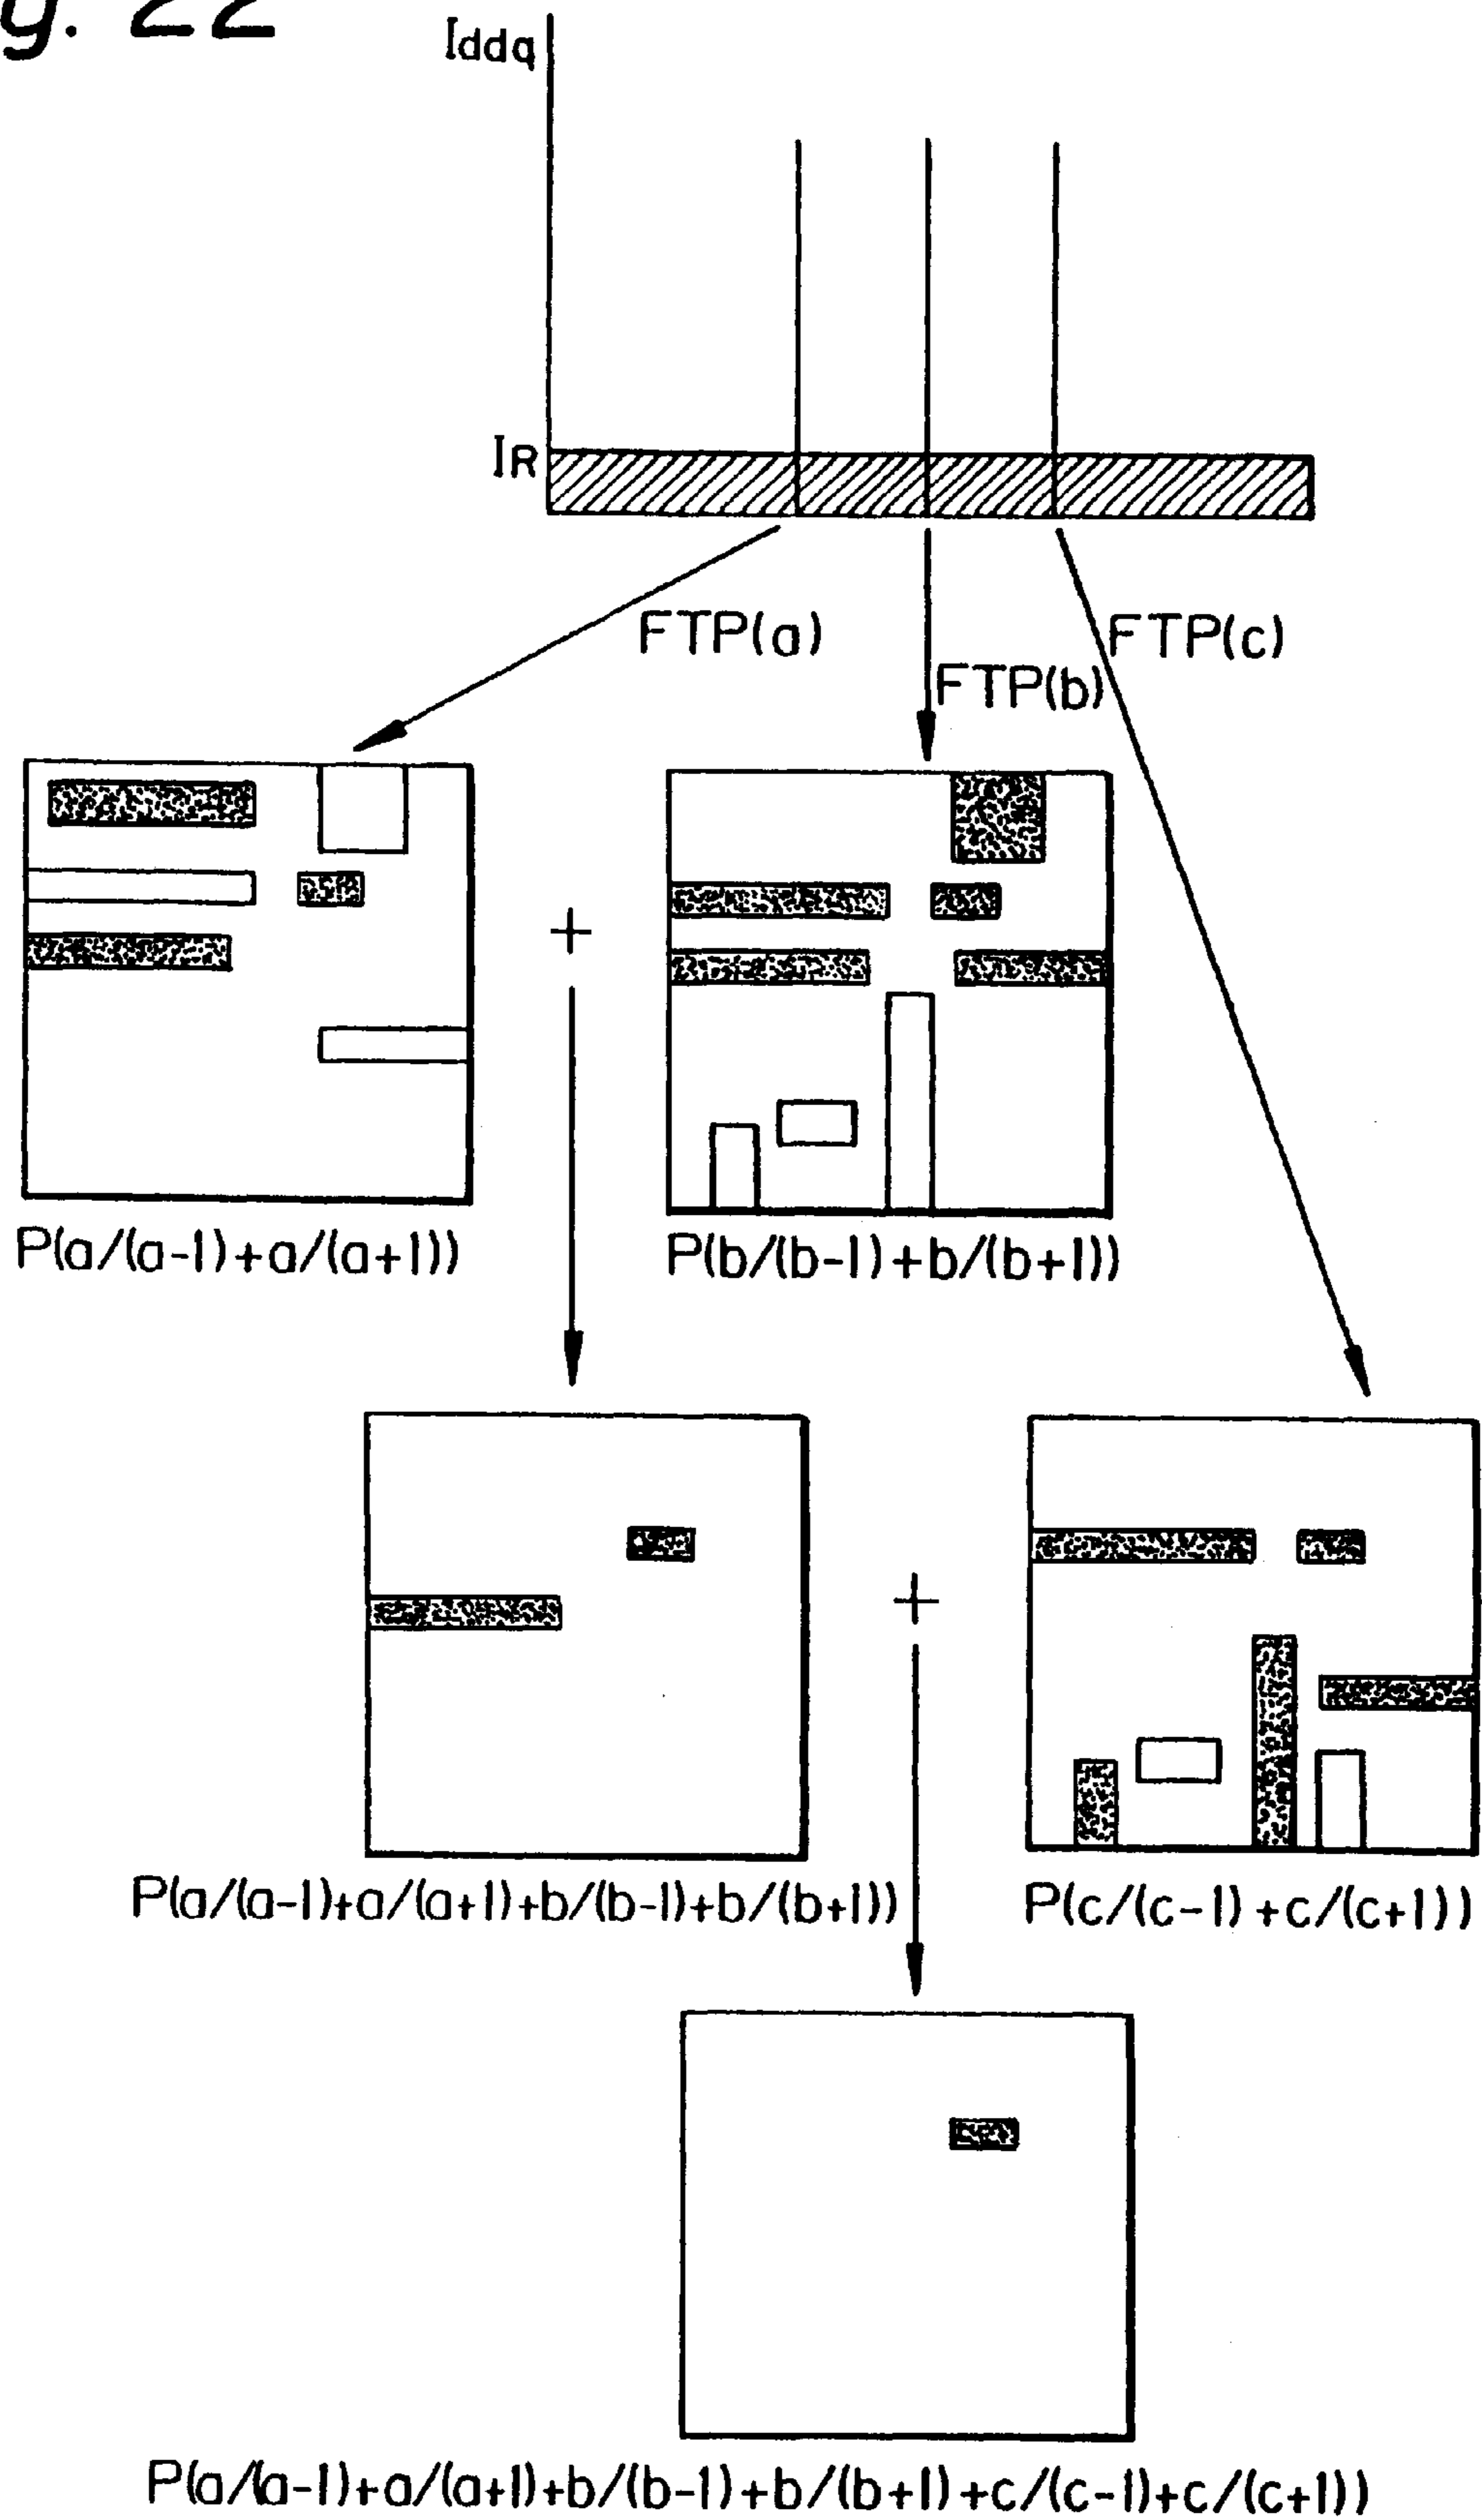 g. 22
Iddq
IR
FTP(a)
FTP(c)
FTP(b)
+
P(a/(a-1)+a/(a+1))
P(b/(b-1)+b/(b+1))
+
P(a/(a-1)+a/(a+1)+b/(b-1)+b/(b+1))
P(c/(c-1)+c/(c+1))
P(a/(a-1)+a/(a+1)+b/(b-1)+b/(b+1)+c/(c-1)+c/(c+1))